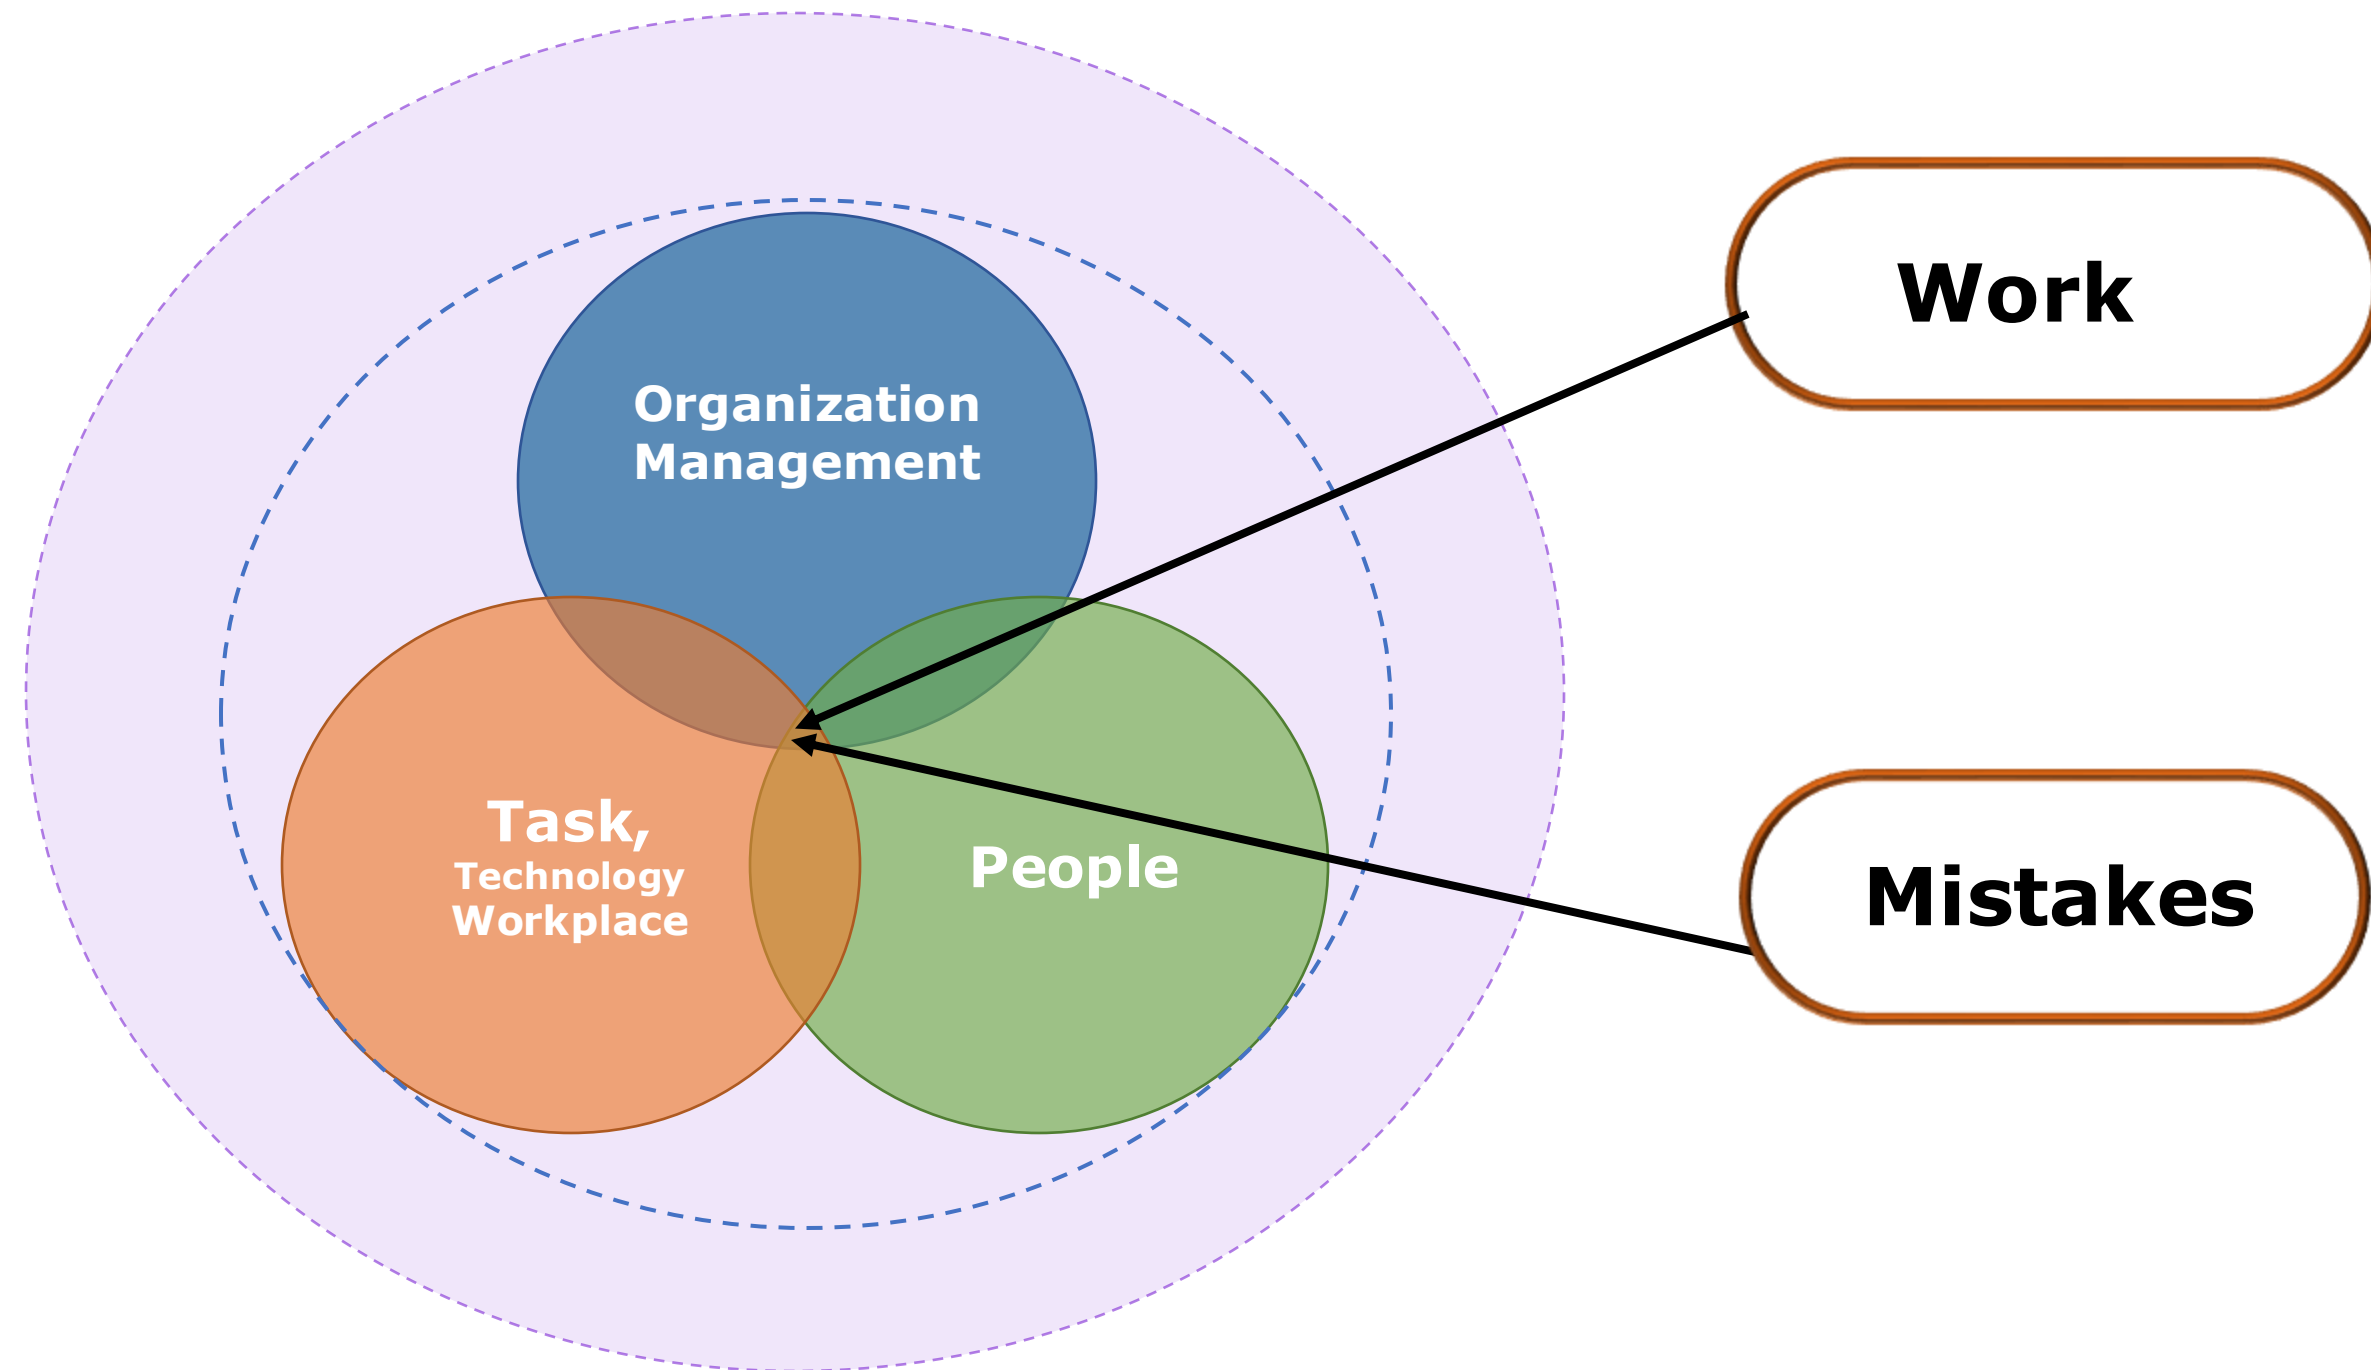 Organization
Management
Work
Task,
Technology
Workplace
People
Mistakes